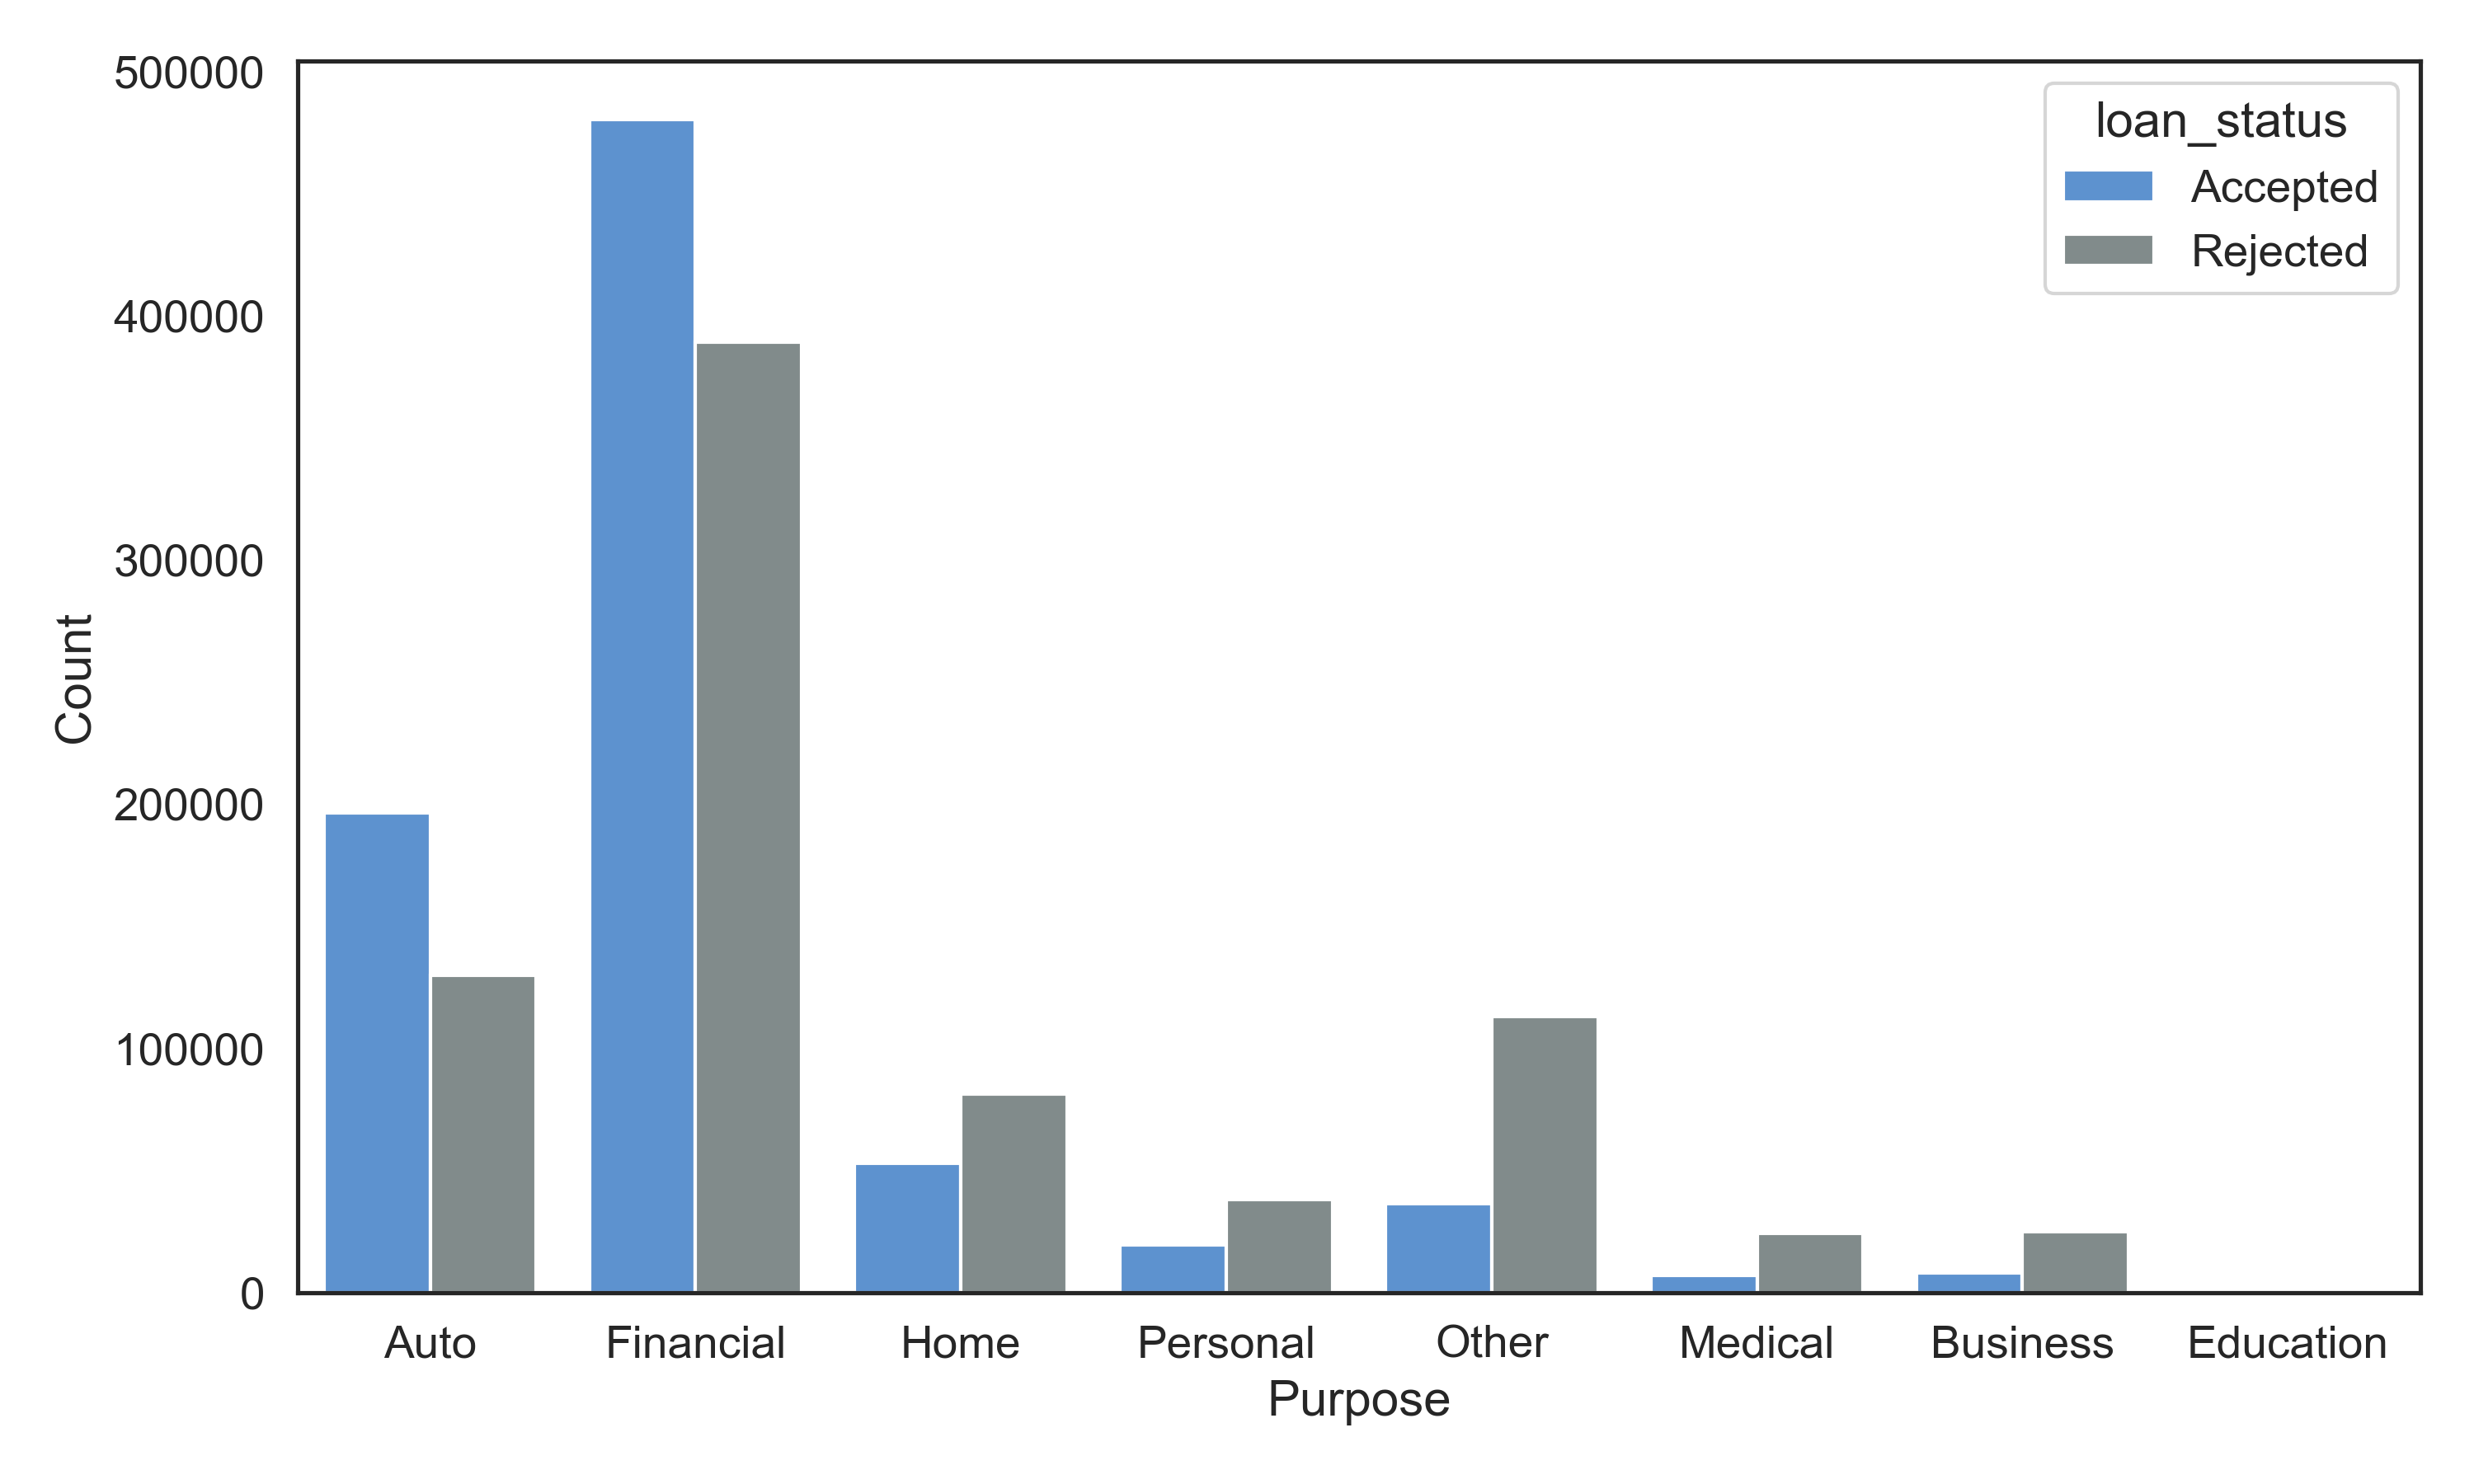 500000
400000
300000
200000
100000
0
Count
loan_status
Accepted
Rejected
Auto Financial Home Personal Other Medical Business Education
Purpose